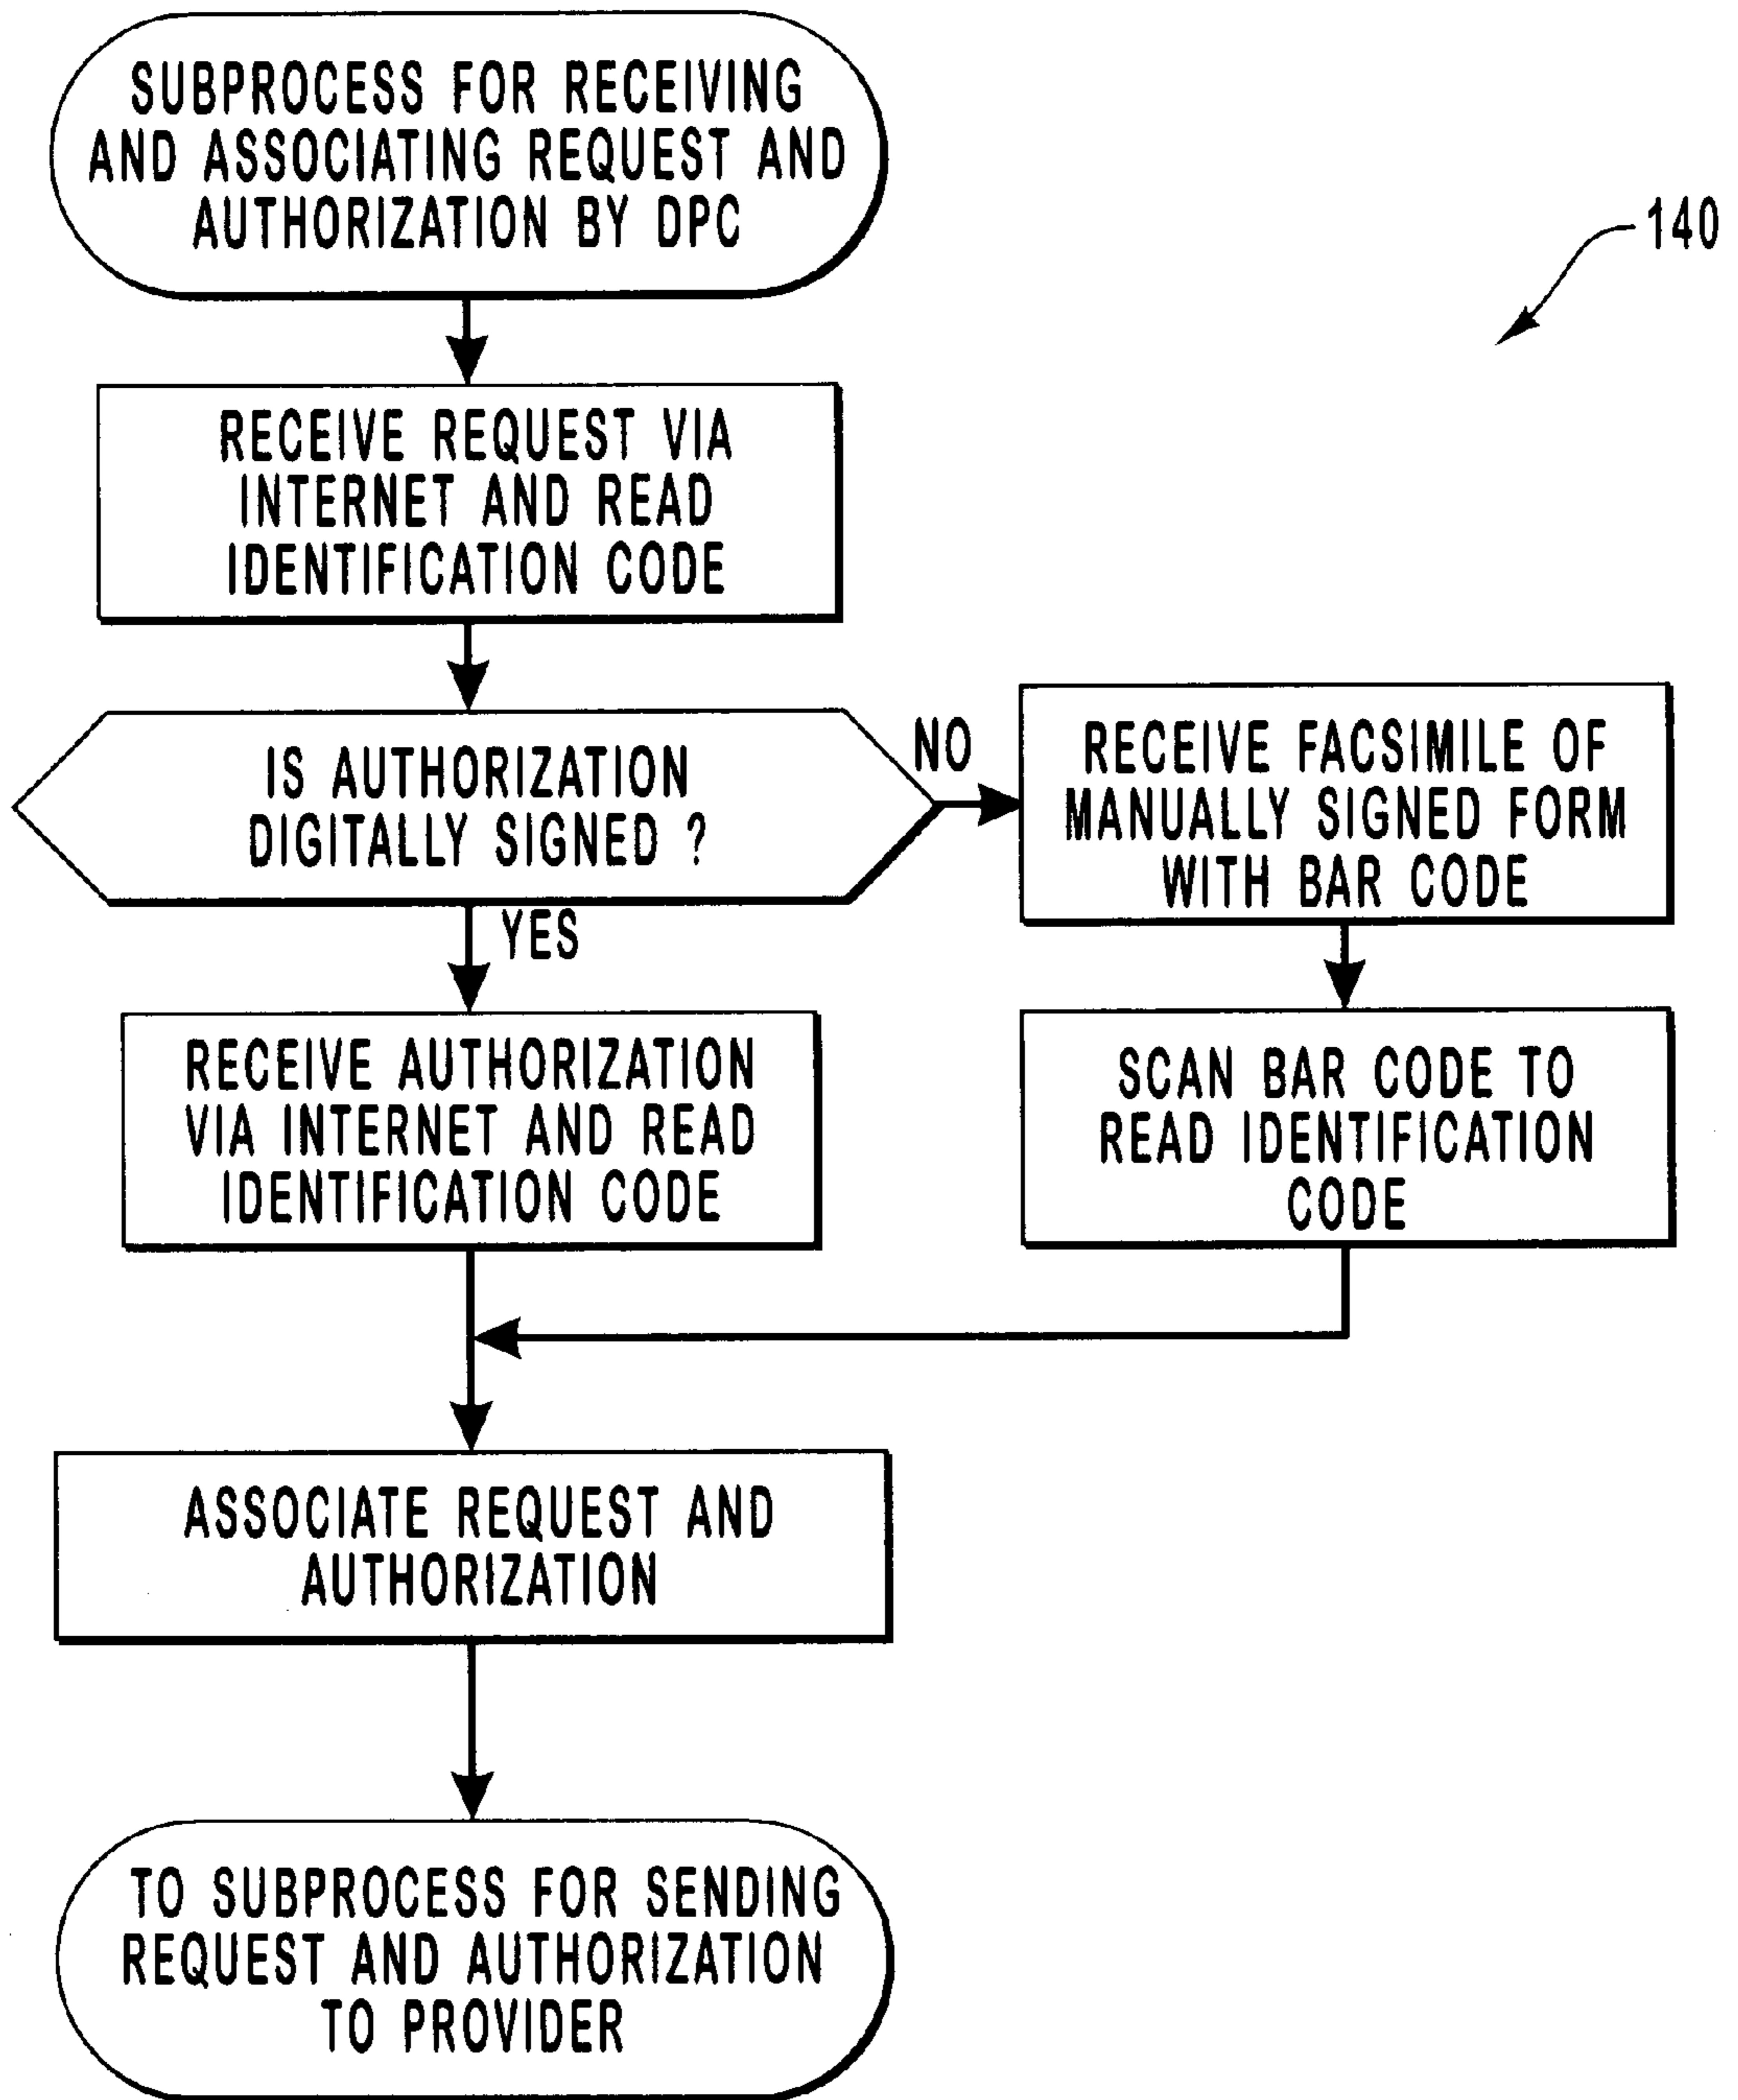 SUBPROCESS FOR RECEIVING
AND ASSOCIATING REQUEST AND
AUTHORIZATION BY DPC
140
RECEIVE REQUEST VIA
INTERNET AND READ
IDENTIFICATION CODE
IS AUTHORIZATION
DIGITALLY SIGNED ?
NO
RECEIVE FACSIMILE OF
MANUALLY SIGNED FORM
WITH BAR CODE
YES
RECEIVE AUTHORIZATION
VIA INTERNET AND READ
IDENTIFICATION CODE
SCAN BAR CODE TO
READ IDENTIFICATION
CODE
ASSOCIATE REQUEST AND
AUTHORIZATION
TO SUBPROCESS FOR SENDING
REQUEST AND AUTHORIZATION
TO PROVIDER